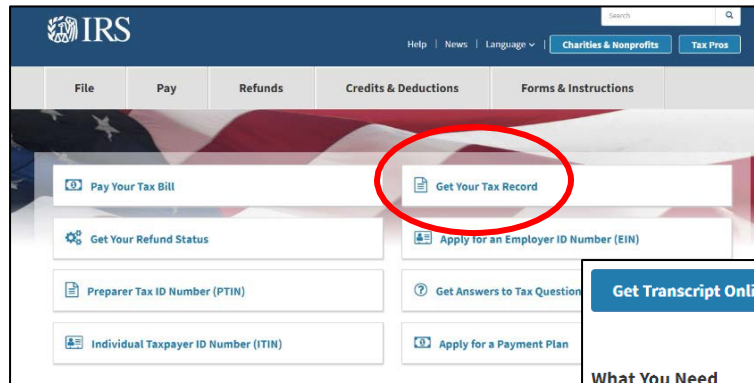 IRS
Search
Help | News | Language | Charities & Nonprofits Tax Pros
File Pay Refunds Credits & Deductions Forms & Instructions
Pay Your Tax Bill
Get Your Tax Record
Get Your Refund Status
Apply for an Employer ID Number (EIN)
Preparer Tax ID Number (PTIN)
Get Answers to Tax Question
Individual Taxpayer ID Number (ITIN)
Apply for a Payment Plan
Get Transcript Onli
What You Need